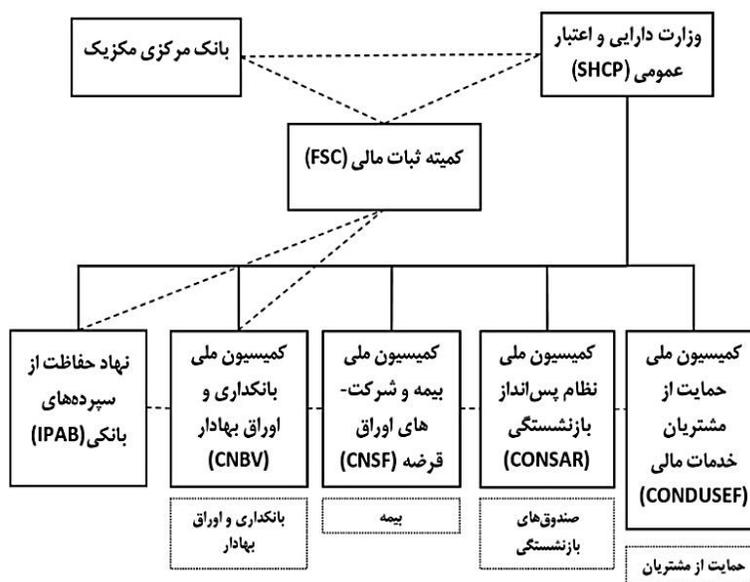 وزارت دارایی و اعتبار
عمومی (SHCP)
بانک مرکزی مکزیک
کمیته ثبات مالی (FSC)
کمیسیون ملی
حمایت از
مشتریان
خدمات مالی
(CONDUSEF)
کمیسیون ملی
نظام پس‌انداز
بازنشستگی
(CONSAR)
کمیسیون ملی
بیمه و شرکت-
های اوراق
قرضه (CNSF)
کمیسیون ملی
بانکداری و
اوراق بهادار
(CNBV)
نهاد حفاظت از
سپرده‌های
بانکی(IPAB)
حمایت از مشتریان
صندوق‌های
بازنشستگی
بیمه
بانکداری و اوراق
بهادار